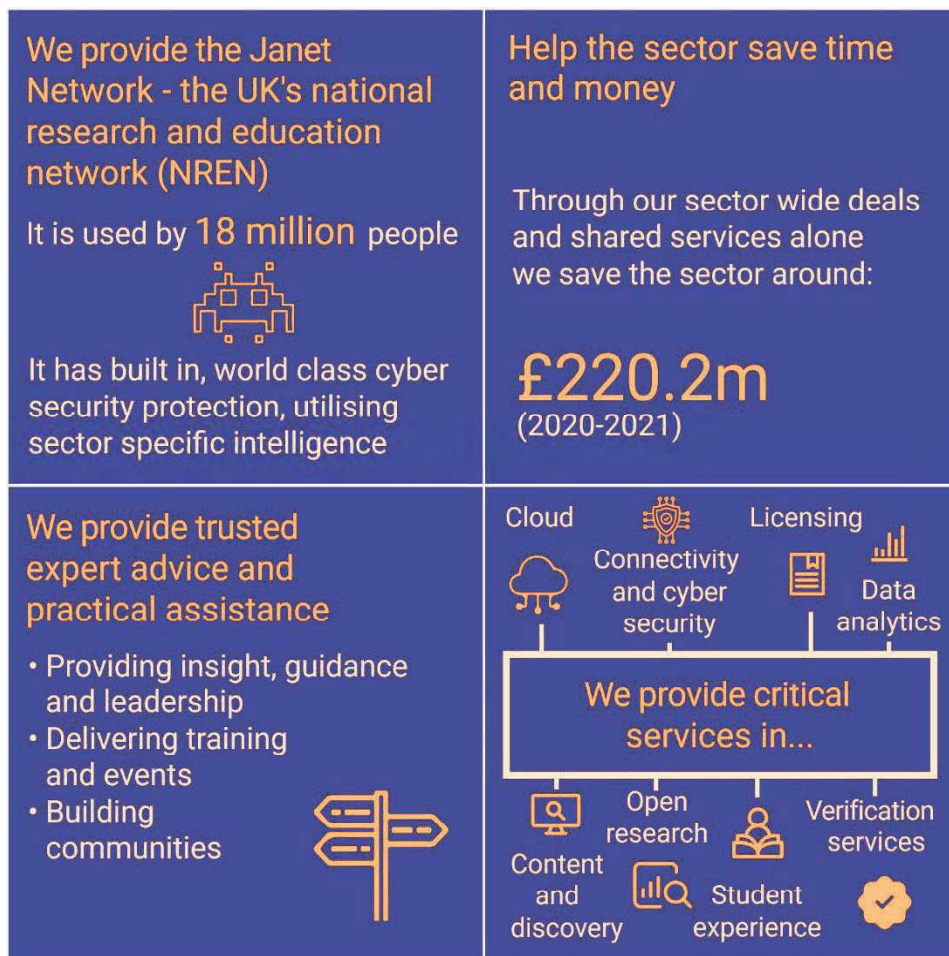 We provide the Janet
Network - the UK's national
research and education
network (NREN)
It is used by 18 million people
It has built in, world class cyber
security protection, utilising
sector specific intelligence
Help the sector save time
and money
Through our sector wide deals
and shared services alone
we save the sector around:
£220.2m
(2020-2021)
We provide trusted
expert advice and
practical assistance
• Providing insight, guidance
and leadership
• Delivering training
and events
• Building
communities
Cloud
Connectivity
and cyber
security
Licensing
Data
analytics
We provide critical
services in...
Content
and
discovery
Open
research
Student
experience
Verification
services